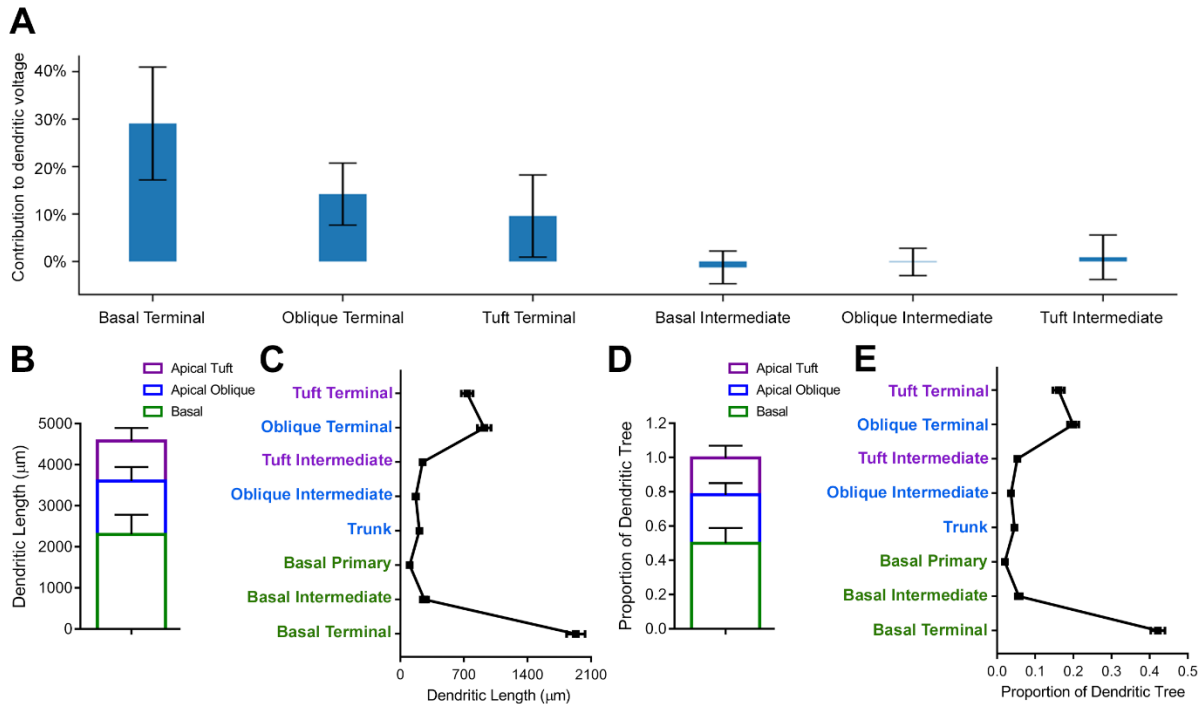 A
Contribution to dendritic voltage
40%
30%
20%
10%
0%
Basal Terminal
Oblique Terminal
Tuft Terminal
Basal Intermediate
Oblique Intermediate
Tuft Intermediate
B
Apical Tuft
Apical Oblique
Basal
Dendritic Length (μm)
5000
4000
3000
2000
1000
0
C
Tuft Terminal
Oblique Terminal
Tuft Intermediate
Oblique Intermediate
Trunk
Basal Primary
Basal Intermediate
Basal Terminal
0 700 1400 2100
Dendritic Length (μm)
D
Apical Tuft
Apical Oblique
Basal
Proportion of Dendritic Tree
1.2
1.0
0.8
0.6
0.4
0.2
0.0
E
Tuft Terminal
Oblique Terminal
Tuft Intermediate
Oblique Intermediate
Trunk
Basal Primary
Basal Intermediate
Basal Terminal
0.0 0.1 0.2 0.3 0.4 0.5
Proportion of Dendritic Tree